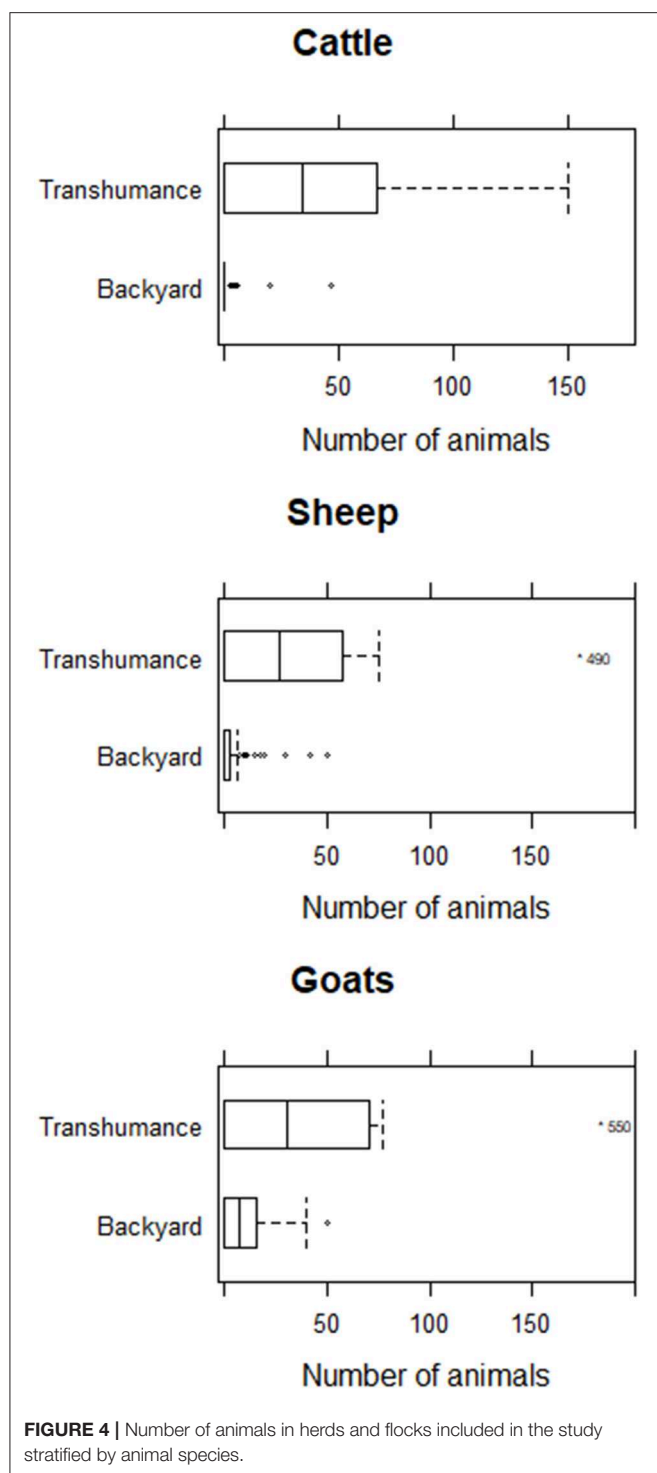 Cattle
Transhumance
Backyard
50 100 150
Number of animals
Sheep
Transhumance * 490
Backyard
50 100 150
Number of animals
Goats
Transhumance * 550
Backyard
50 100 150
Number of animals
FIGURE 4 | Number of animals in herds and flocks included in the study
stratified by animal species.